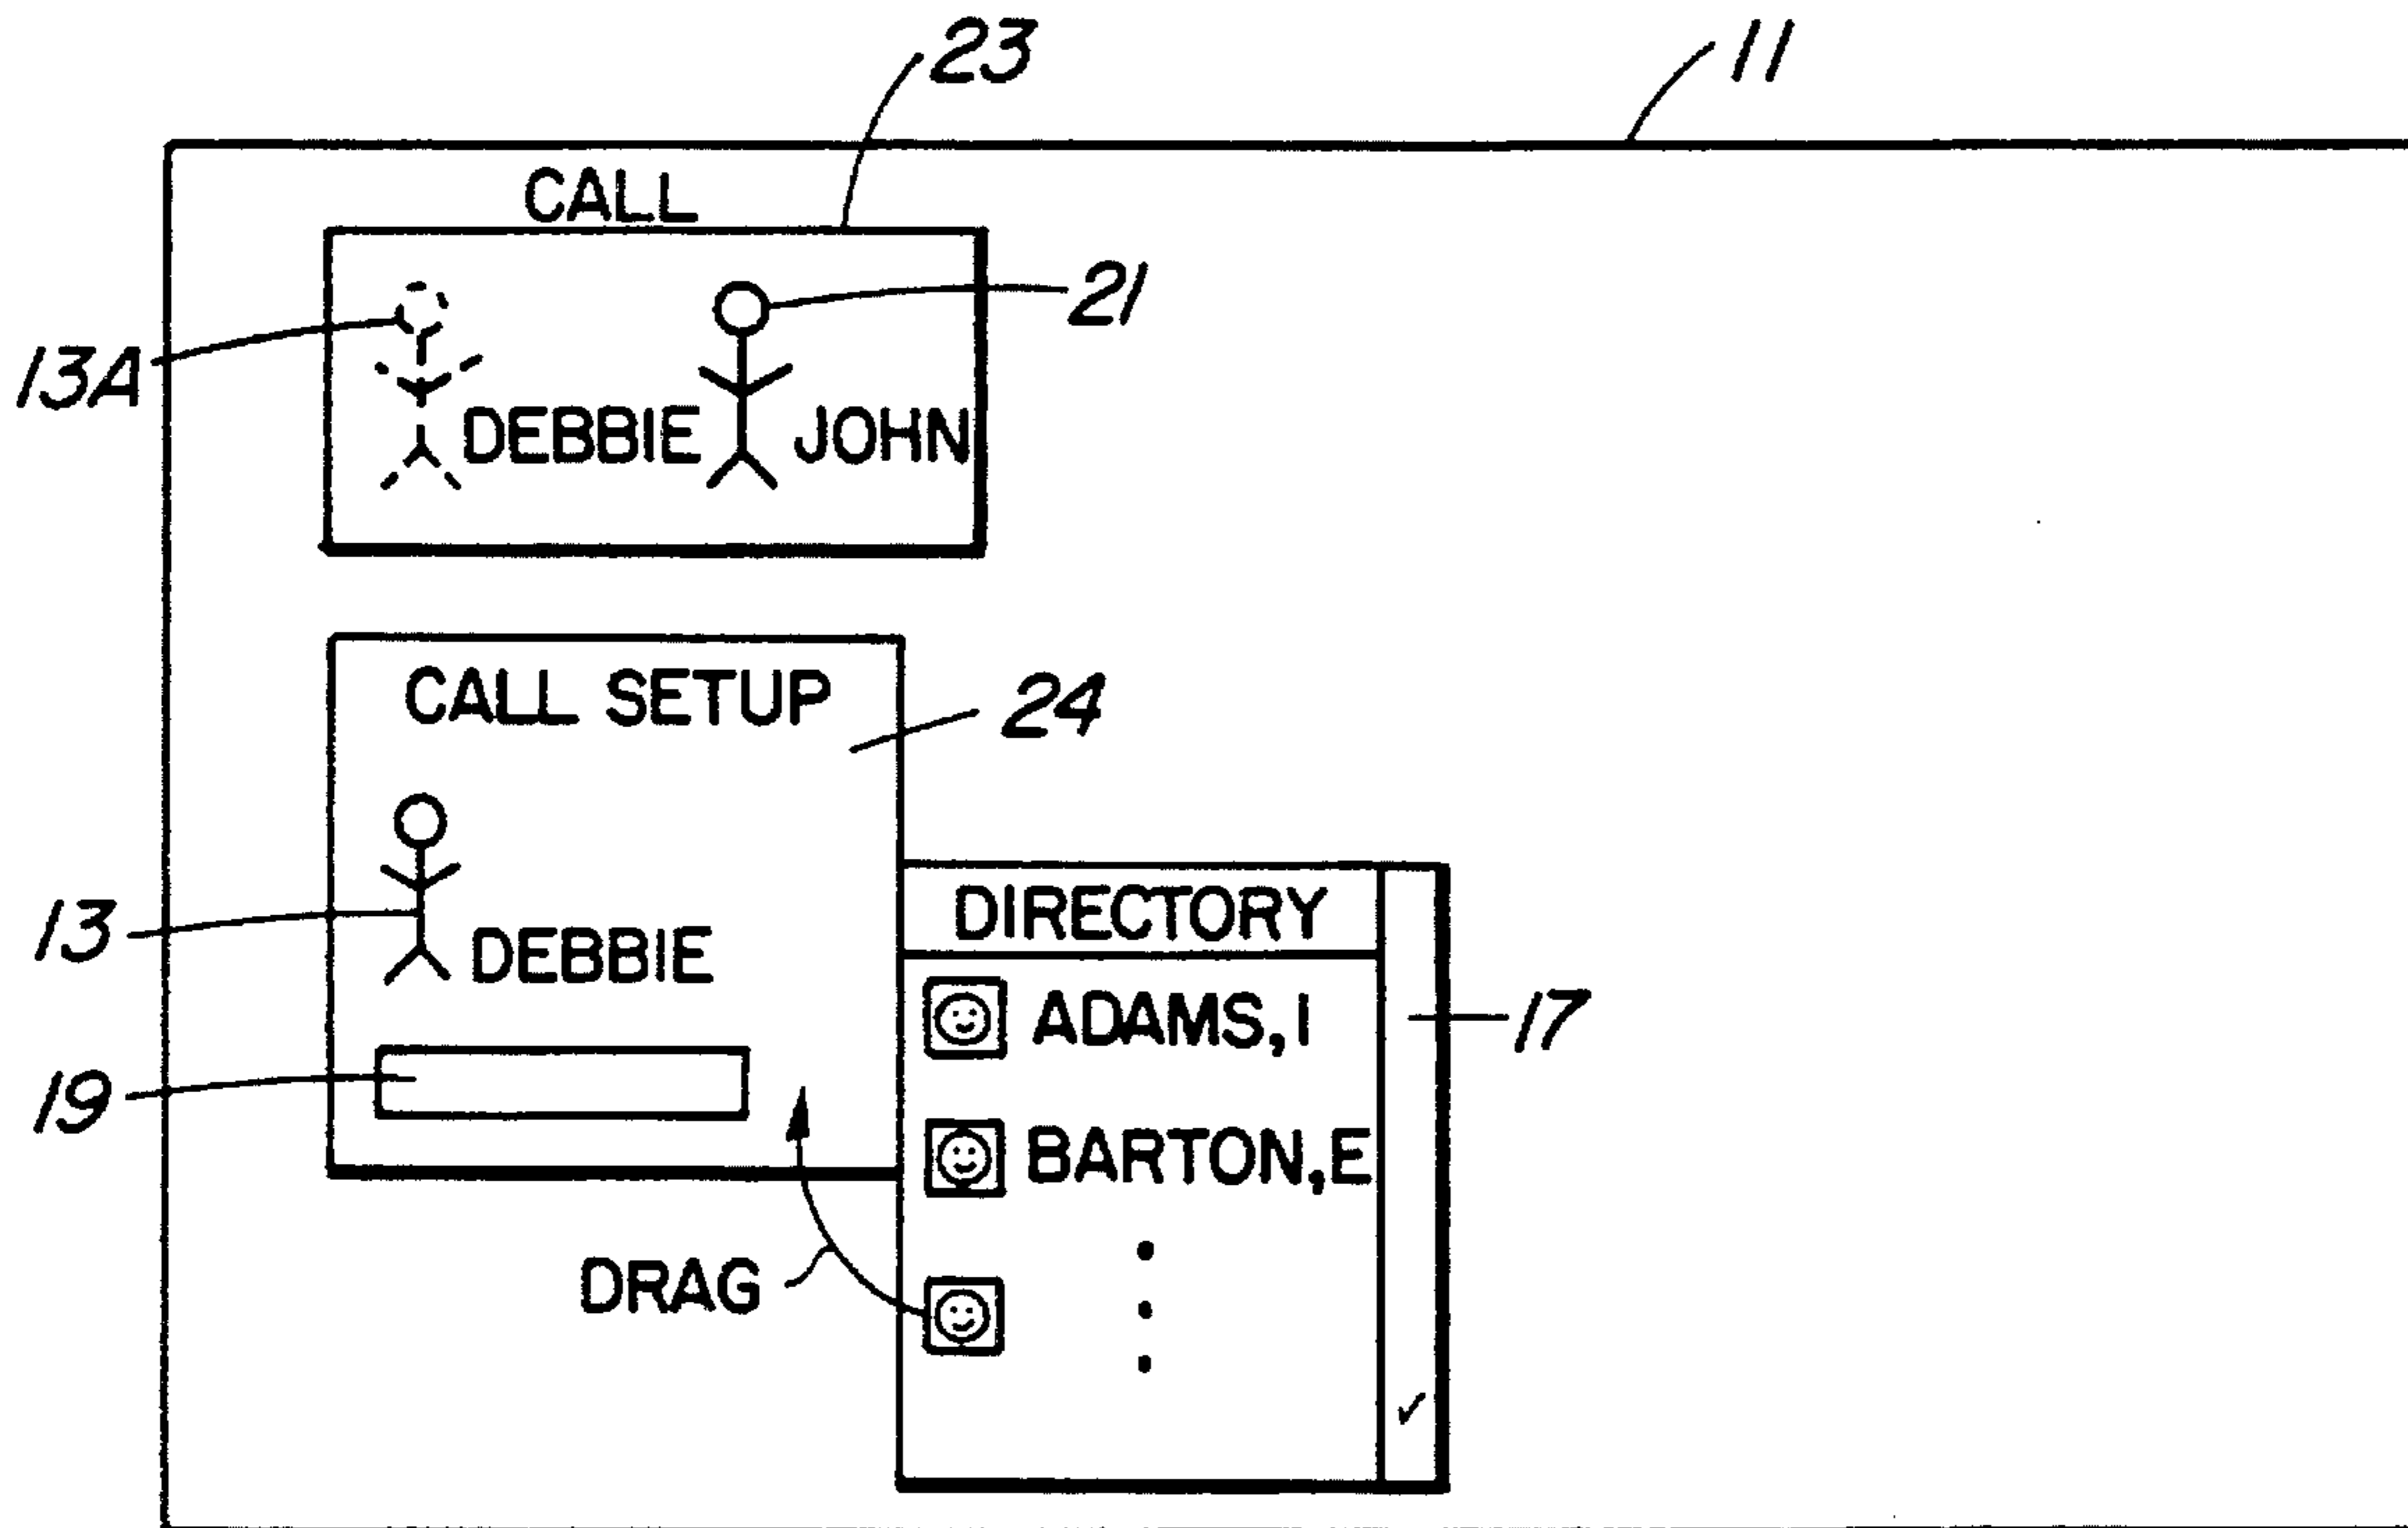 23
11
CALL
21
13A
DEBBIE JOHN
CALL SETUP
24
13
DEBBIE
DIRECTORY
ADAMS,I
17
19
BARTON,E
DRAG